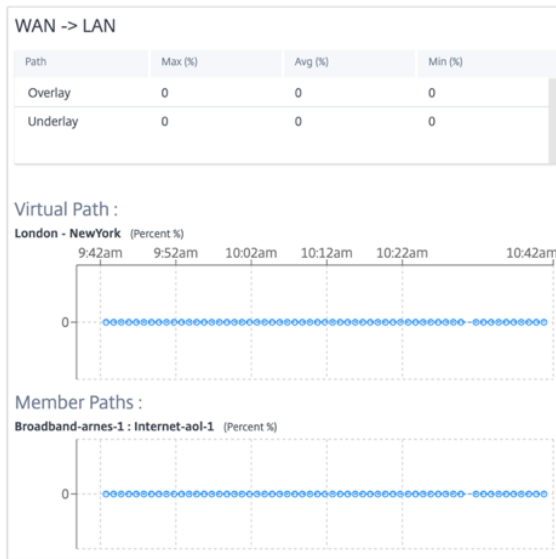 WAN -> LAN
Path Max (%) Avg (%) Min (%)
Overlay 0 0 0
Underlay 0 0 0
Virtual Path :
London - NewYork (Percent %)
9:42am 9:52am 10:02am 10:12am 10:22am 10:42am
0
Member Paths :
Broadband-arnes-1 : Internet-aol-1 (Percent %)
0